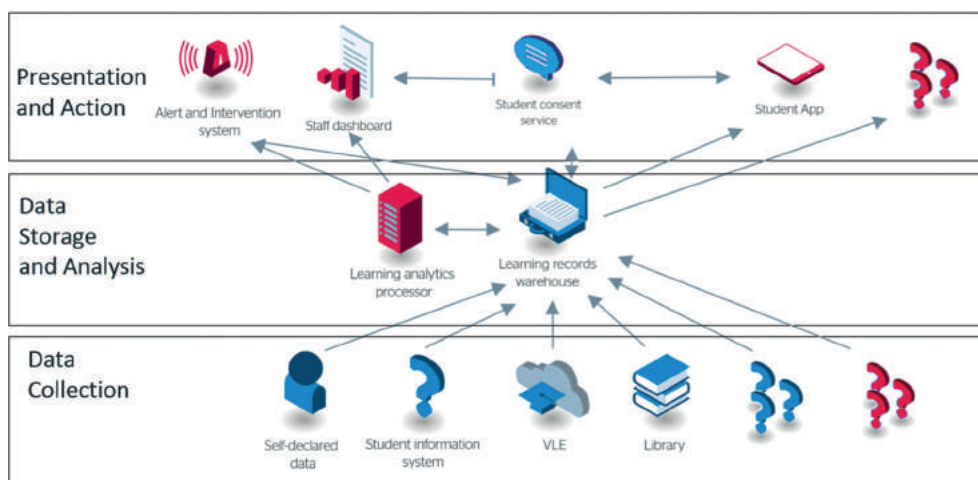 Presentation
and Action
Alert and Intervention
system
Staff dashboard
Student consent
service
Student App
Data
Storage
and Analysis
Learning analytics
processor
Learning records
warehouse
Data
Collection
Self-declared
data
Student information
system
VLE
Library